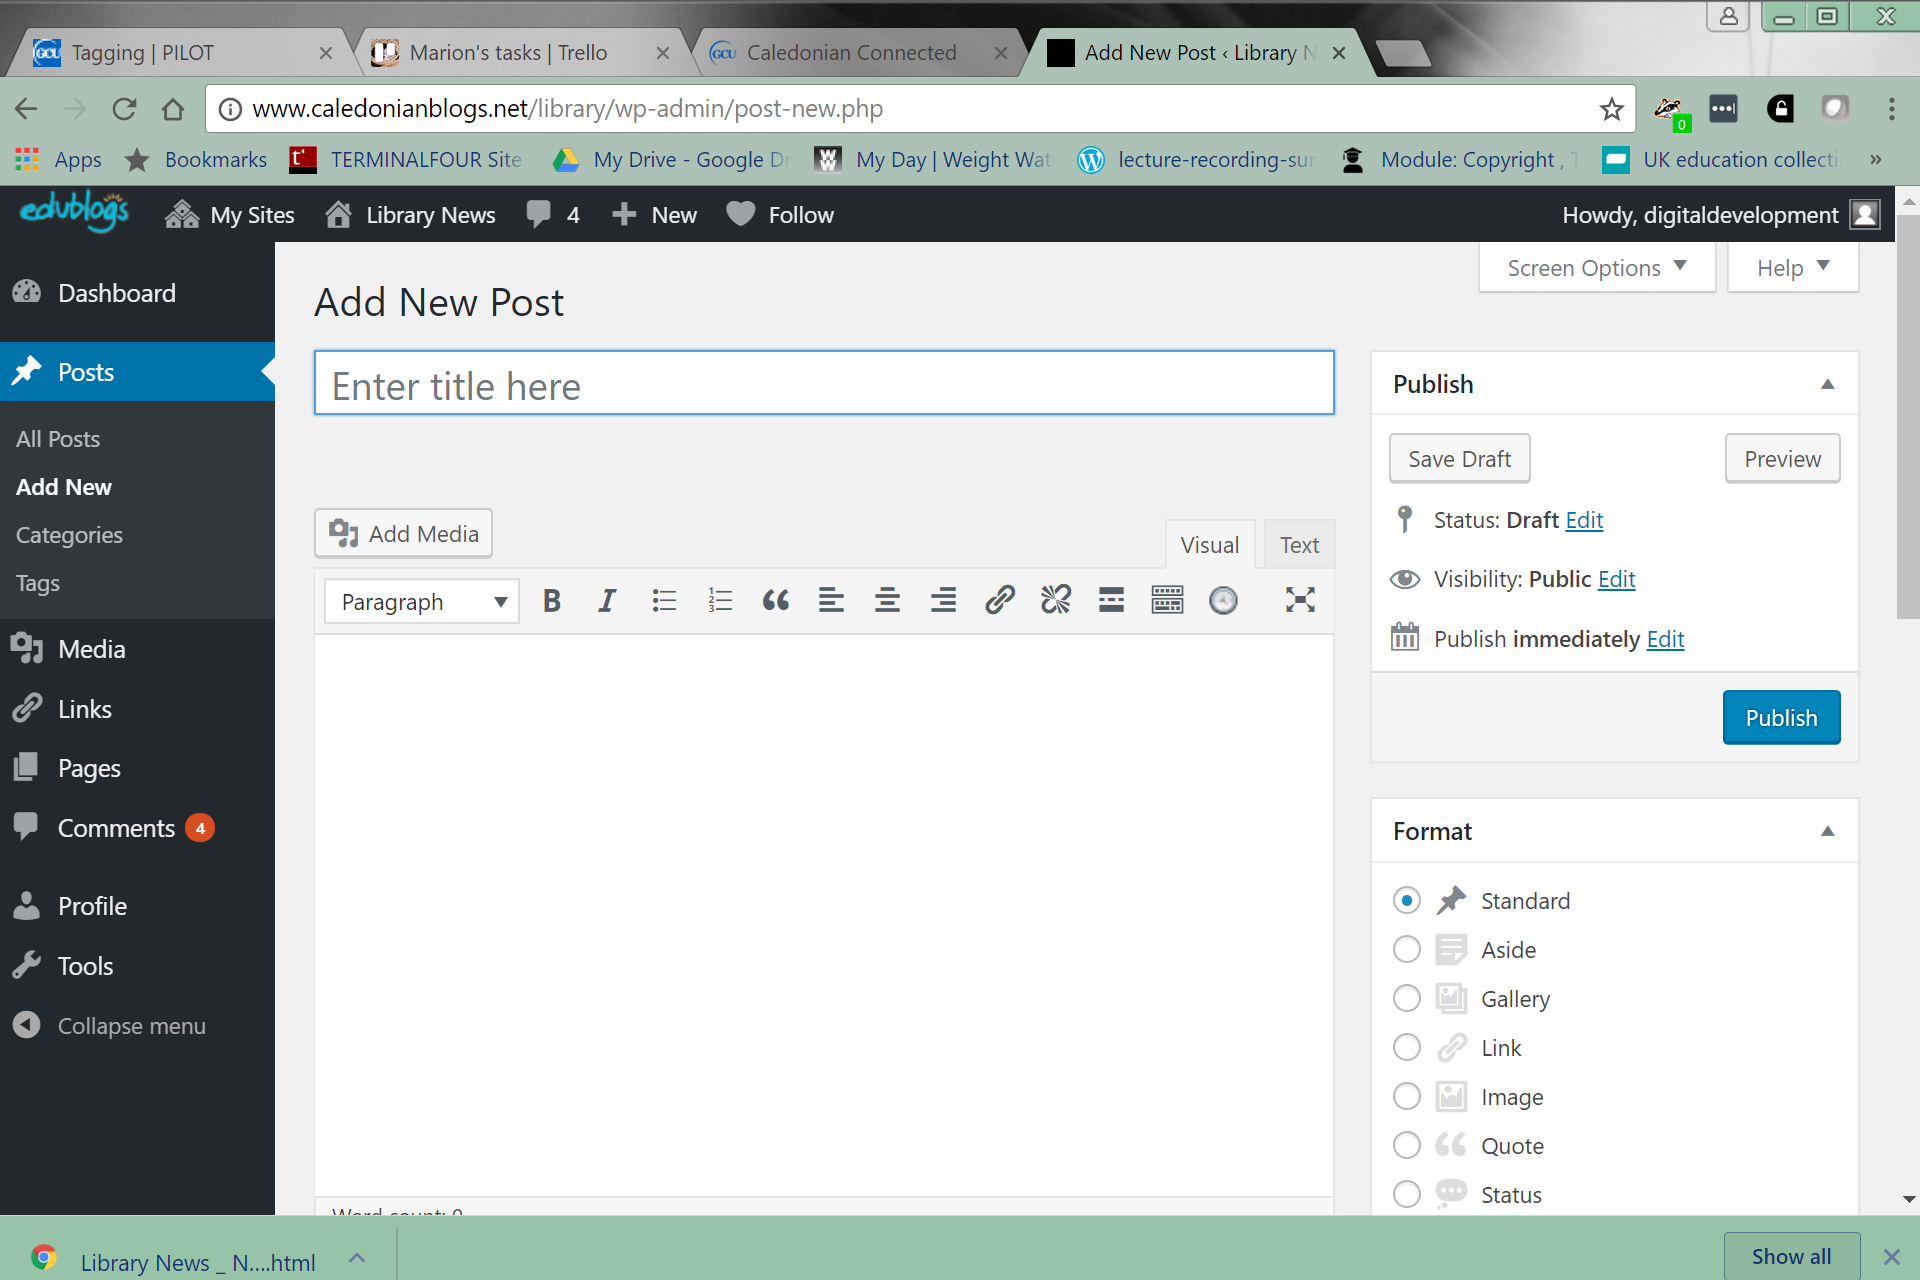 Tagging | PILOT
Marion's tasks | Trello
Caledonian Connected
Add New Post ‹ Library N
www.caledonianblogs.net/library/wp-admin/post-new.php
0
Apps
Bookmarks
TERMINALFOUR Site
My Drive - Google Dr
My Day | Weight Wat
lecture-recording-sur
Module: Copyright , T
UK education collecti
»
edublogs
My Sites
Library News
4
New
Follow
Howdy, digitaldevelopment
Screen Options
Help
Dashboard
Posts
All Posts
Add New
Categories
Tags
Media
Links
Pages
Comments 4
Profile
Tools
Collapse menu
Add New Post
Enter title here
Add Media
Visual
Text
Paragraph
Word count: 0
Publish
Save Draft
Preview
Status: Draft Edit
Visibility: Public Edit
Publish immediately Edit
Publish
Format
Standard
Aside
Gallery
Link
Image
Quote
Status
Library News _ N....html
Show all